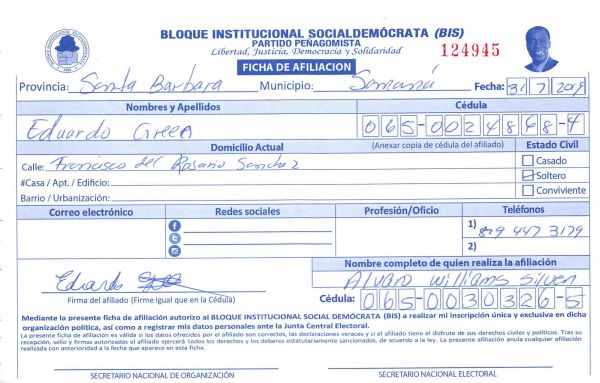 BLOQUE INSTITUCIONAL SOCIALDEMÓCRATA (BIS)
PARTIDO PEÑAGOMISTA
Libertad, Justicia, Democracia y Solidaridad
124945
FICHA DE AFILIACION
Provincia: Santa Barbara Municipio: Samaná Fecha: 31 7 2019
Nombres y Apellidos Cédula
Eduardo Green 065-0024868-4
Domicilio Actual (Anexar copia de cédula del afiliado) Estado Civil
Calle: Francisco del Rosario Sanchez Casado
#Casa / Apt. / Edificio: Soltero
Barrio / Urbanización: Conviviente
Correo electrónico Redes sociales Profesión/Oficio Teléfonos
1) 829 447 3179
2)
Nombre completo de quien realiza la afiliación
Eduardo Alvaro Williams Silven
Firma del afiliado (Firme igual que en la Cédula) Cédula: 065-0030326-5
Mediante la presente ficha de afiliación autorizo al BLOQUE INSTITUCIONAL SOCIAL DEMÓCRATA (BIS) a realizar mi inscripción única y exclusiva en dicha
organización política, así como a registrar mis datos personales ante la Junta Central Electoral.
La presente ficha de afiliación es válida si los datos ofrecidos por el afiliado son correctos, las declaraciones veraces y si el afiliado tiene el disfrute de sus derechos civiles y políticos. Tras su
recepción, sello y firmas autorizadas el afiliado ejercerá todos los derechos y los deberes estatutariamente sancionados, de acuerdo a la ley. La presente afiliación anula cualquier afiliación
realizada con anterioridad a la fecha que aparece en esta ficha.
SECRETARIO NACIONAL DE ORGANIZACIÓN SECRETARIO NACIONAL ELECTORAL